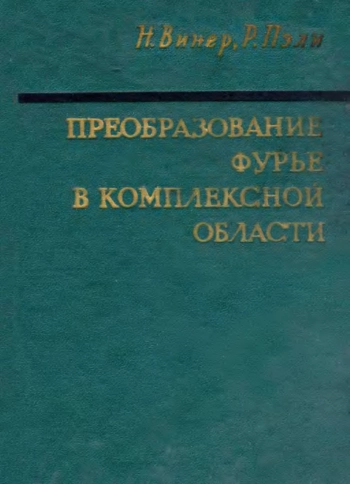 Н. Винер, Р. Пэли
ПРЕОБРАЗОВАНИЕ
ФУРЬЕ
В КОМПЛЕКСНОЙ
ОБЛАСТИ